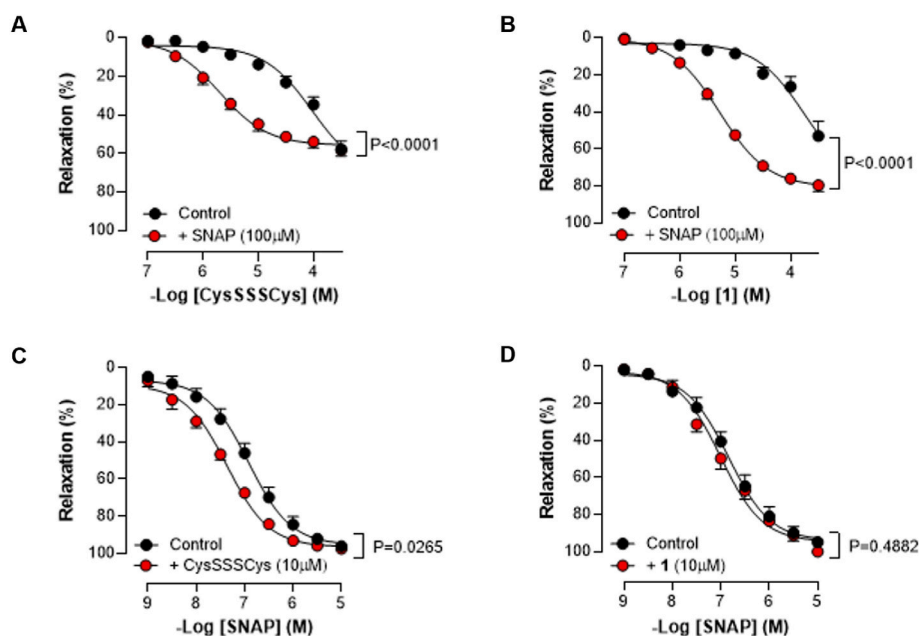 A
Relaxation (%)
0
20
40
60
80
100
P<0.0001
Control
+ SNAP (100μM)
7
6
5
4
-Log [CysSSSCys] (M)
B
Relaxation (%)
0
20
40
60
80
100
P<0.0001
Control
+ SNAP (100μM)
7
6
5
4
-Log [1] (M)
C
Relaxation (%)
0
20
40
60
80
100
P=0.0265
Control
+ CysSSSCys (10μM)
9
8
7
6
5
-Log [SNAP] (M)
D
Relaxation (%)
0
20
40
60
80
100
P=0.4882
Control
+ 1 (10μM)
9
8
7
6
5
-Log [SNAP] (M)